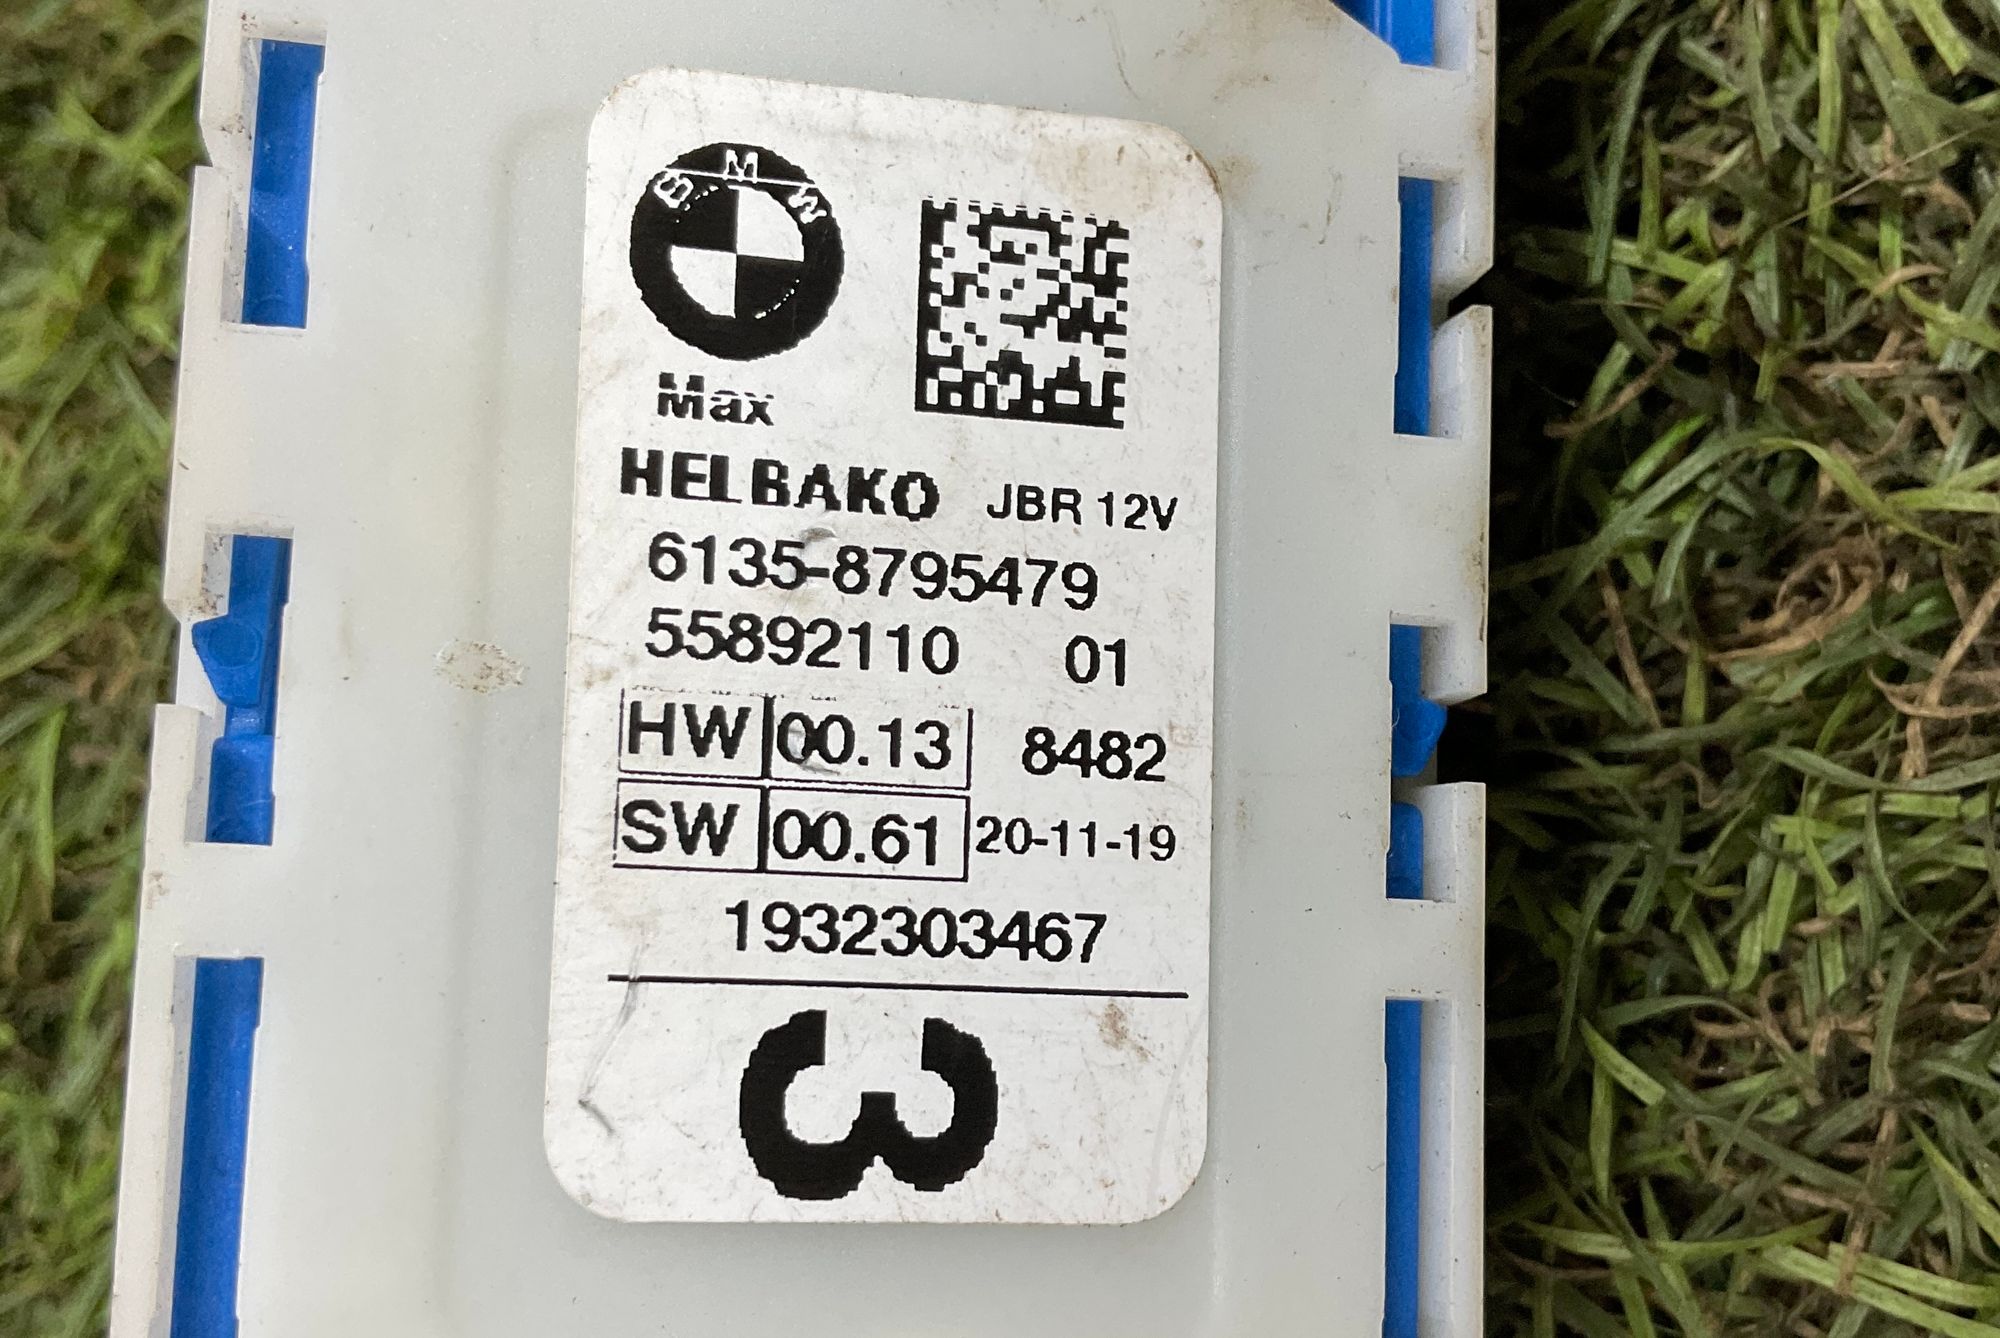 BMW
Max
HELBAKO JBR 12V
6135-8795479
55892110 01
HW 00.13 8482
SW 00.61 20-11-19
1932303467
3